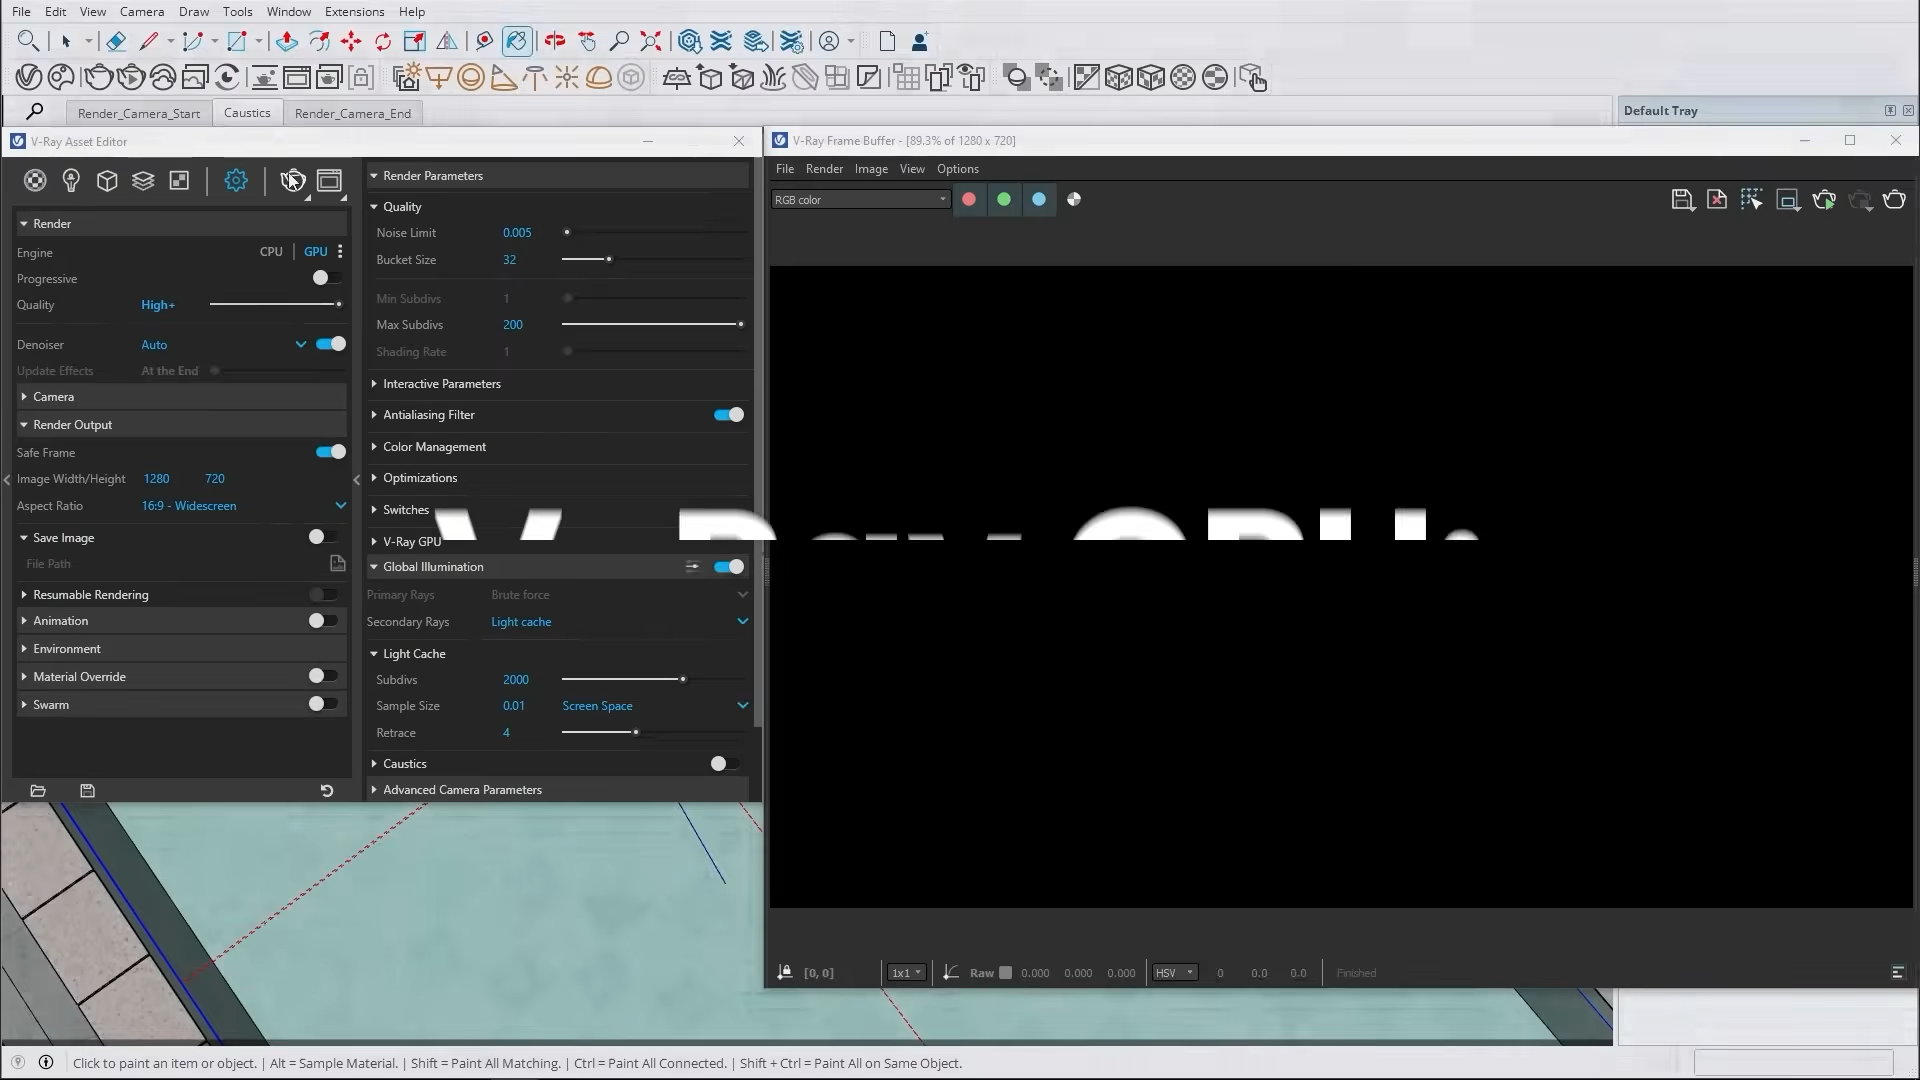 File Edit View Camera Draw Tools Window Extensions Help
Render_Camera_Start Caustics Render_Camera_End
Default Tray
V-Ray Asset Editor
Render
Engine CPU GPU
Progressive
Quality High+
Denoiser Auto
Update Effects At the End
Camera
Render Output
Safe Frame
Image Width/Height 1280 720
Aspect Ratio 16:9 - Widescreen
Save Image
File Path
Resumable Rendering
Animation
Environment
Material Override
Swarm
Render Parameters
Quality
Noise Limit 0.005
Bucket Size 32
Min Subdivs 1
Max Subdivs 200
Shading Rate 1
Interactive Parameters
Antialiasing Filter
Color Management
Optimizations
Switches
V-Ray GPU
Global Illumination
Primary Rays Brute force
Secondary Rays Light cache
Light Cache
Subdivs 2000
Sample Size 0.01 Screen Space
Retrace 4
Caustics
Advanced Camera Parameters
V-Ray Frame Buffer - [89.3% of 1280 x 720]
File Render Image View Options
RGB color
[0, 0] 1x1 Raw 0.000 0.000 0.000 HSV 0 0.0 0.0 Finished
Click to paint an item or object. | Alt = Sample Material. | Shift = Paint All Matching. | Ctrl = Paint All Connected. | Shift + Ctrl = Paint All on Same Object.